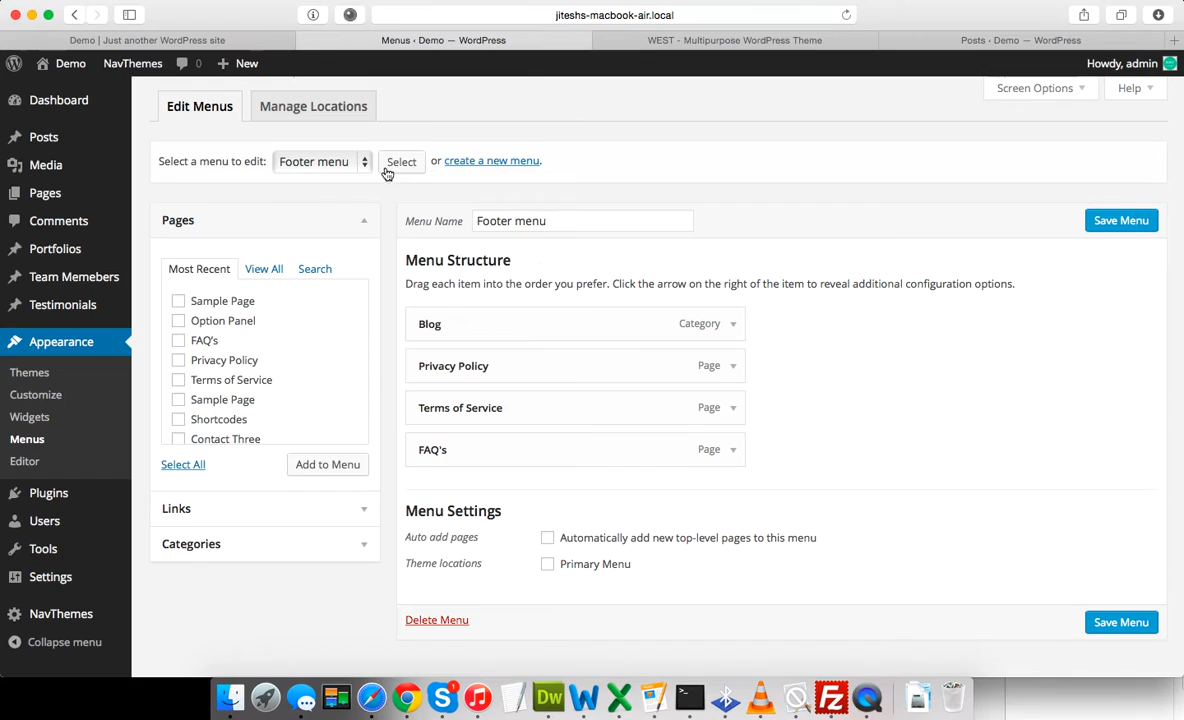 jiteshs-macbook-air.local
Demo | Just another WordPress site
Menus ‹ Demo — WordPress
WEST - Multipurpose WordPress Theme
Posts ‹ Demo — WordPress
Demo
NavThemes
0
New
Howdy, admin
Dashboard
Posts
Media
Pages
Comments
Portfolios
Team Memebers
Testimonials
Appearance
Themes
Customize
Widgets
Menus
Editor
Plugins
Users
Tools
Settings
NavThemes
Collapse menu
Edit Menus
Manage Locations
Screen Options
Help
Select a menu to edit: Footer menu Select or create a new menu.
Pages
Most Recent View All Search
Sample Page
Option Panel
FAQ's
Privacy Policy
Terms of Service
Sample Page
Shortcodes
Contact Three
Select All
Add to Menu
Links
Categories
Menu Name Footer menu
Save Menu
Menu Structure
Drag each item into the order you prefer. Click the arrow on the right of the item to reveal additional configuration options.
Blog Category
Privacy Policy Page
Terms of Service Page
FAQ's Page
Menu Settings
Auto add pages Automatically add new top-level pages to this menu
Theme locations Primary Menu
Delete Menu
Save Menu
1
Dw
Fz